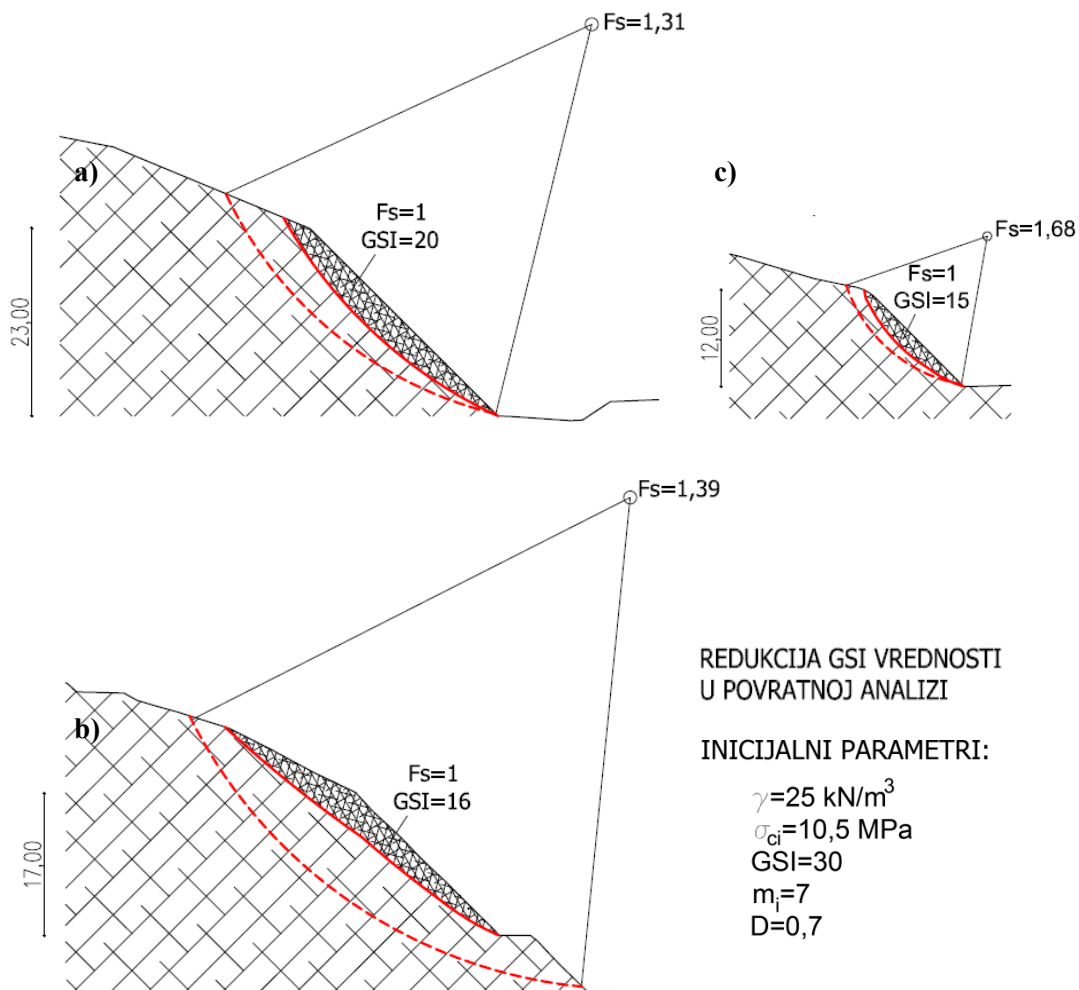 Fs=1,31
a)
Fs=1
GSI=20
23,00
c)
Fs=1,68
Fs=1
GSI=15
12,00
Fs=1,39
b)
Fs=1
GSI=16
17,00
REDUKCIJA GSI VREDNOSTI
U POVRATNOJ ANALIZI
INICIJALNI PARAMETRI:
γ=25 kN/m³
σci=10,5 MPa
GSI=30
mi=7
D=0,7